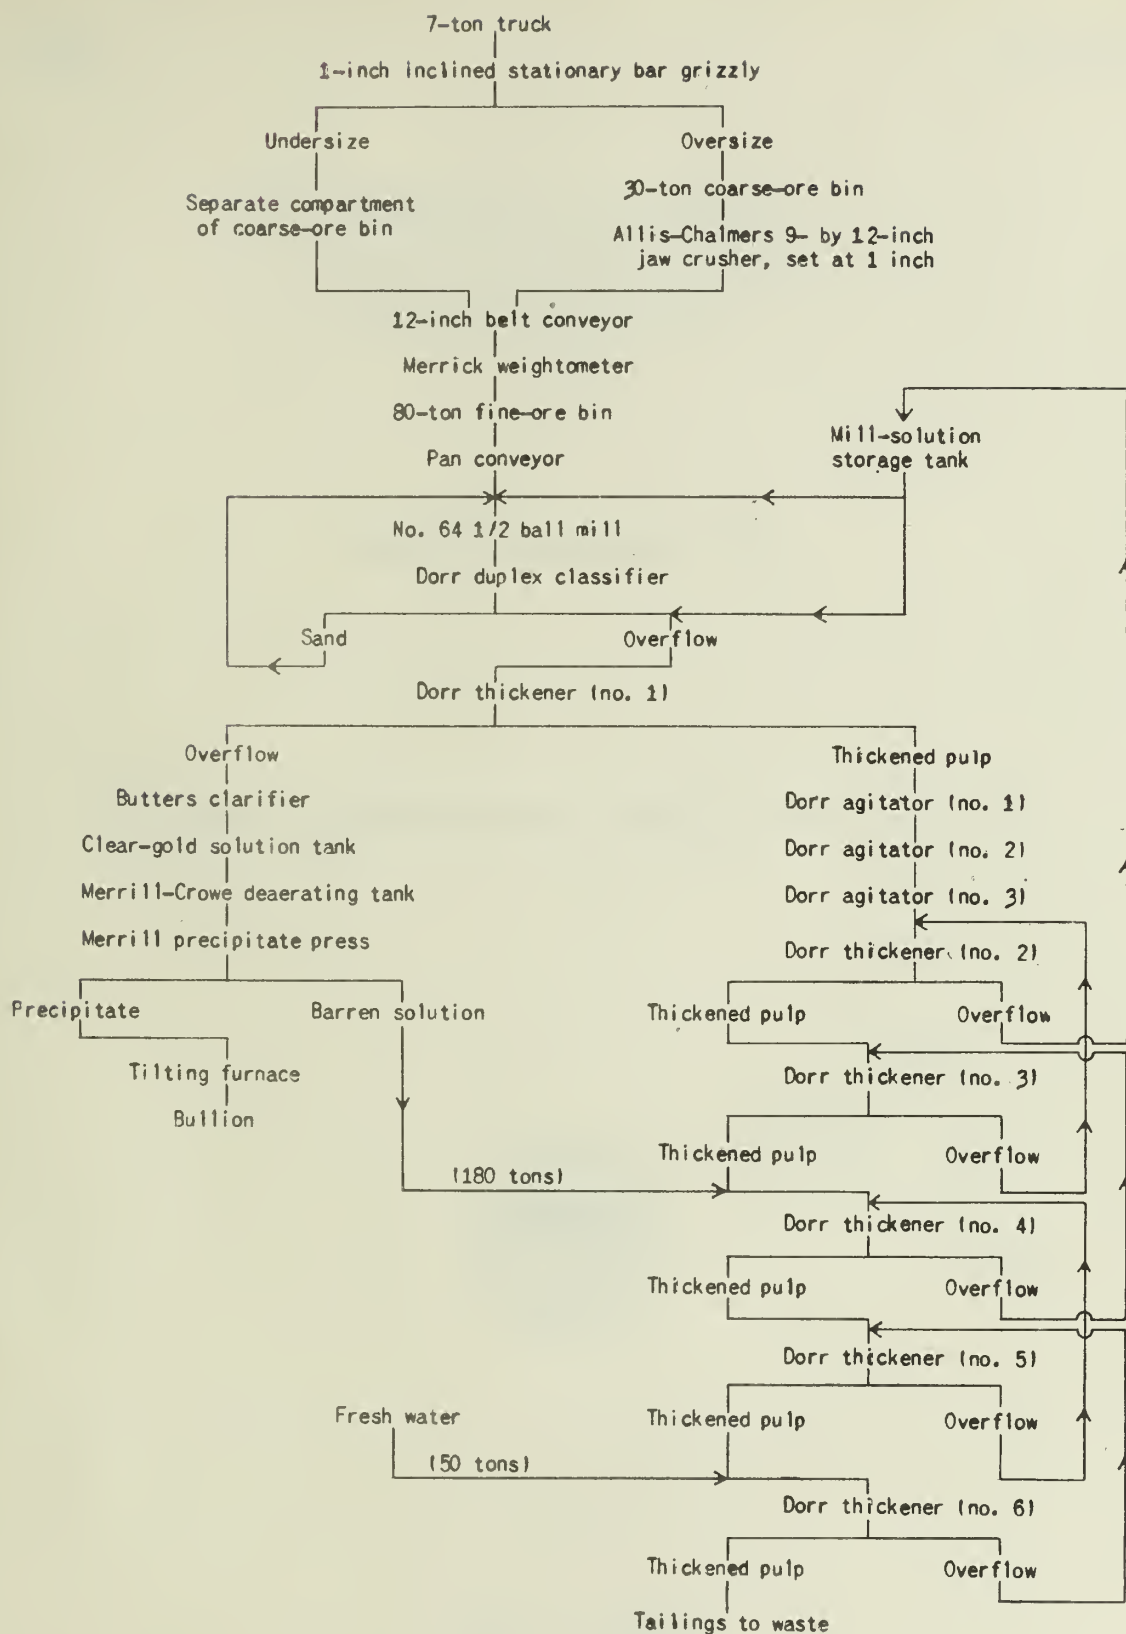 7-ton truck
1-inch inclined stationary bar grizzly
Undersize
Oversize
Separate compartment
of coarse-ore bin
30-ton coarse-ore bin
Allis-Chalmers 9- by 12-inch
jaw crusher, set at 1 inch
12-inch belt conveyor
Merrick weightometer
80-ton fine-ore bin
Pan conveyor
Mill-solution
storage tank
No. 64 1/2 ball mill
Dorr duplex classifier
Sand
Overflow
Dorr thickener (no. 1)
Overflow
Butters clarifier
Clear-gold solution tank
Merrill-Crowe deaerating tank
Merrill precipitate press
Precipitate
Barren solution
Tilting furnace
Bullion
(180 tons)
Thickened pulp
Dorr agitator (no. 1)
Dorr agitator (no. 2)
Dorr agitator (no. 3)
Dorr thickener (no. 2)
Thickened pulp
Overflow
Dorr thickener (no. 3)
Thickened pulp
Overflow
Dorr thickener (no. 4)
Thickened pulp
Overflow
Dorr thickener (no. 5)
Fresh water
(50 tons)
Thickened pulp
Overflow
Dorr thickener (no. 6)
Thickened pulp
Overflow
Tailings to waste